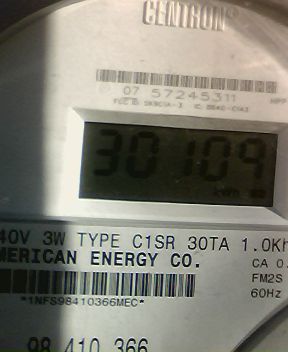 CENTRON®
07 57245311
30109
40V 3W TYPE C1SR 30TA 1.0Kh
MERICAN ENERGY CO.
CA 0.
FM2S
*1NFS98410366MEC*
60Hz
98 410 366